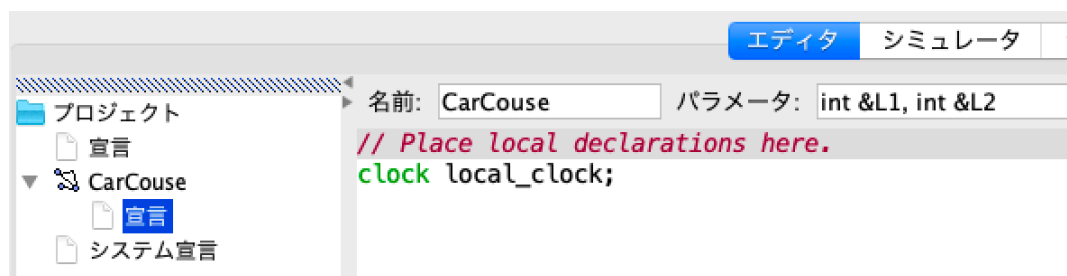 エディタ シミュレータ
プロジェクト
宣言
CarCouse
宣言
システム宣言
名前: CarCouse パラメータ: int &L1, int &L2
// Place local declarations here.
clock local_clock;